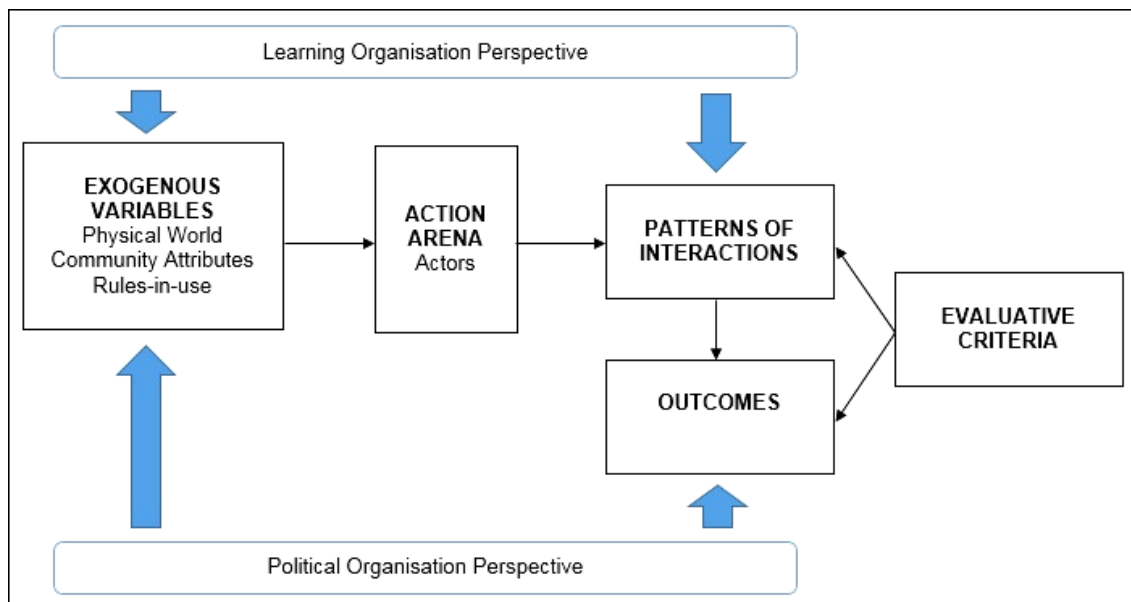 Learning Organisation Perspective
EXOGENOUS
VARIABLES
Physical World
Community Attributes
Rules-in-use
ACTION
ARENA
Actors
PATTERNS OF
INTERACTIONS
OUTCOMES
EVALUATIVE
CRITERIA
Political Organisation Perspective